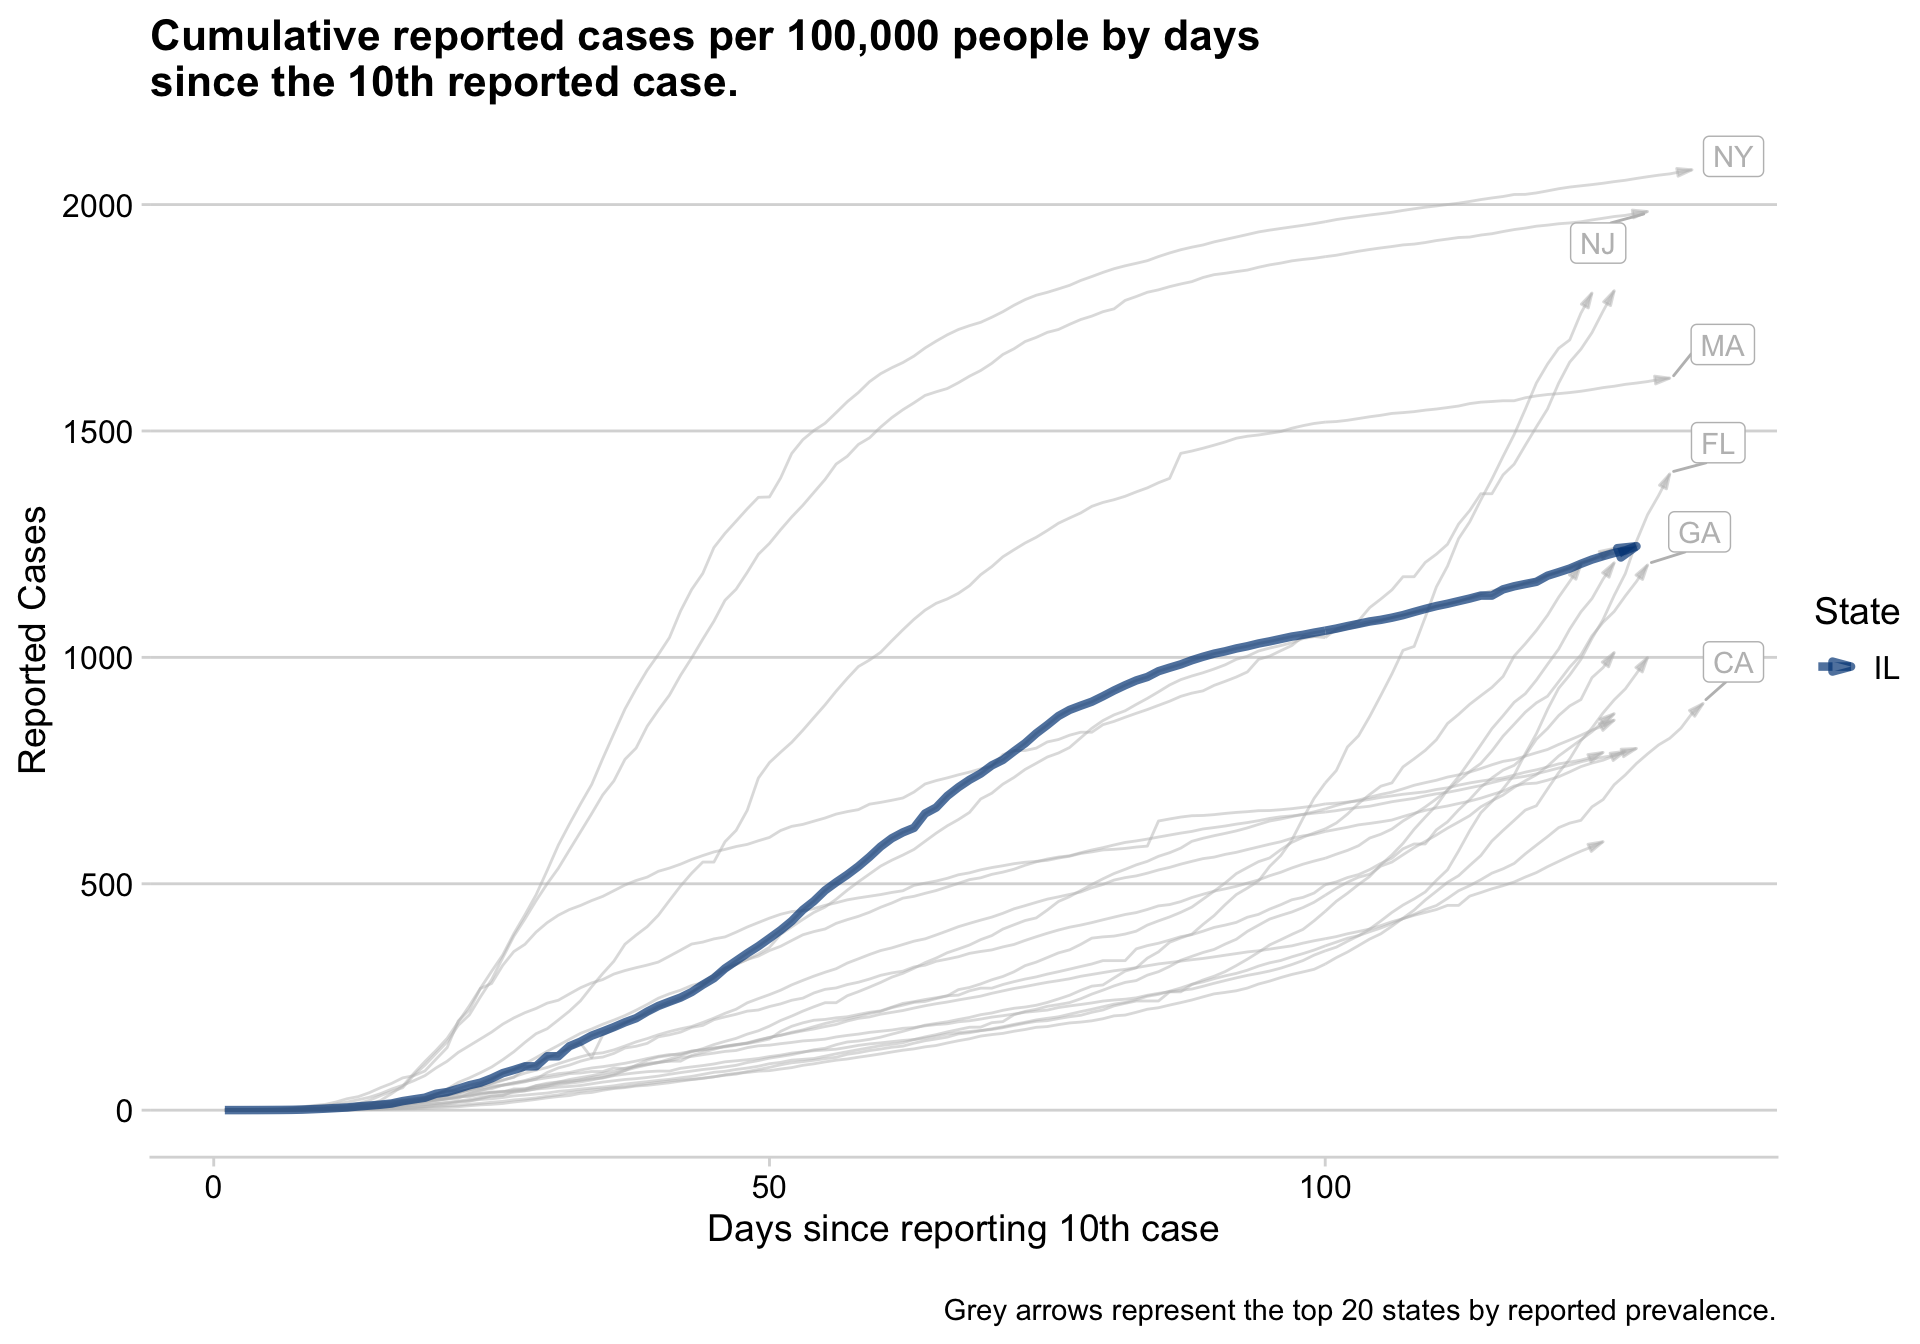 Cumulative reported cases per 100,000 people by days
since the 10th reported case.
NY
2000
NJ
MA
1500
FL
GA
Reported Cases
State
1000
CA
IL
500
0
0 50 100
Days since reporting 10th case
Grey arrows represent the top 20 states by reported prevalence.